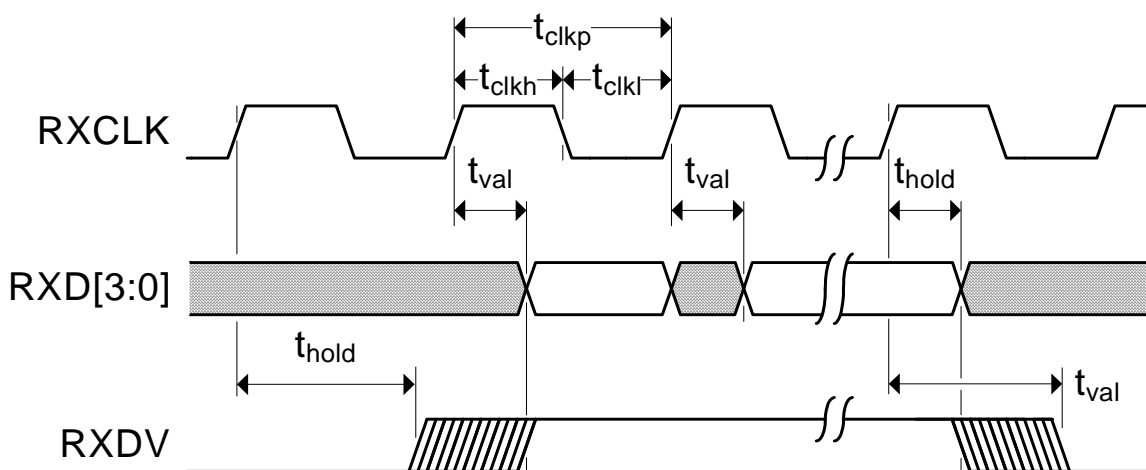 tclkp
tclkh tclkl
RXCLK
tval tval thold
RXD[3:0]
thold
tval
RXDV